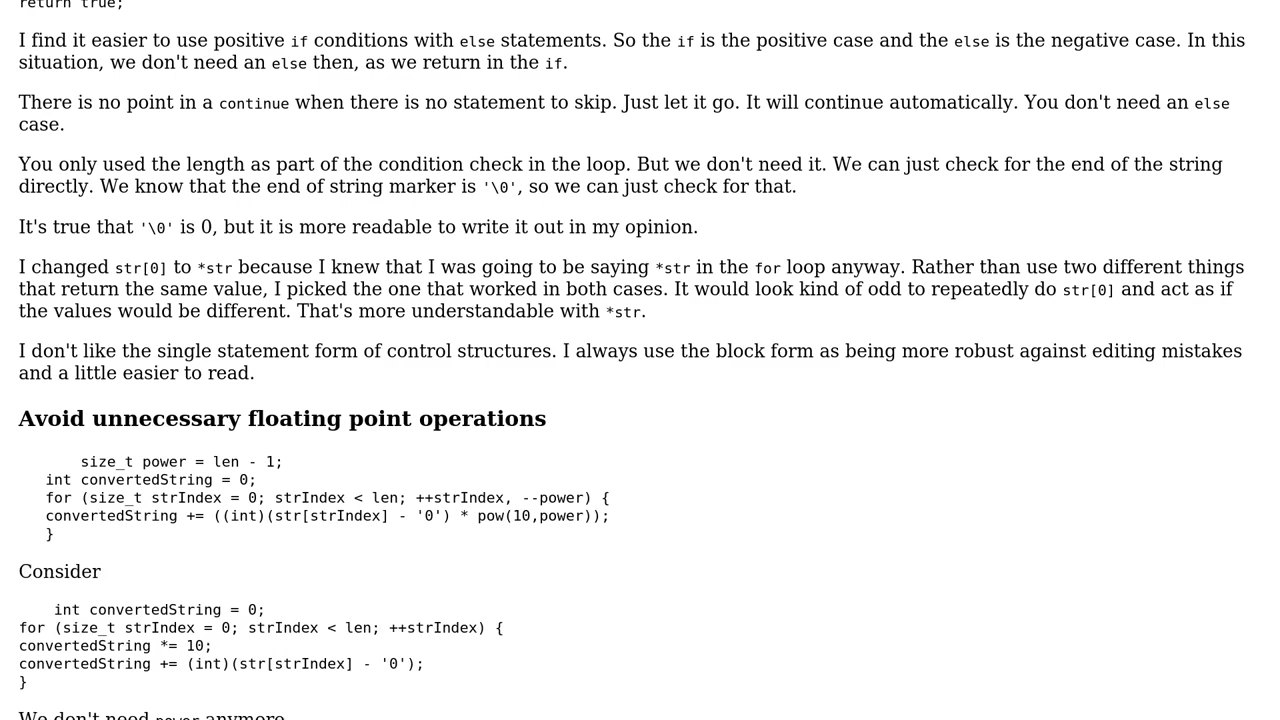 return true;
I find it easier to use positive if conditions with else statements. So the if is the positive case and the else is the negative case. In this
situation, we don't need an else then, as we return in the if.
There is no point in a continue when there is no statement to skip. Just let it go. It will continue automatically. You don't need an else
case.
You only used the length as part of the condition check in the loop. But we don't need it. We can just check for the end of the string
directly. We know that the end of string marker is '\0', so we can just check for that.
It's true that '\0' is 0, but it is more readable to write it out in my opinion.
I changed str[0] to *str because I knew that I was going to be saying *str in the for loop anyway. Rather than use two different things
that return the same value, I picked the one that worked in both cases. It would look kind of odd to repeatedly do str[0] and act as if
the values would be different. That's more understandable with *str.
I don't like the single statement form of control structures. I always use the block form as being more robust against editing mistakes
and a little easier to read.
Avoid unnecessary floating point operations
size_t power = len - 1;
int convertedString = 0;
for (size_t strIndex = 0; strIndex < len; ++strIndex, --power) {
convertedString += ((int)(str[strIndex] - '0') * pow(10,power));
}
Consider
int convertedString = 0;
for (size_t strIndex = 0; strIndex < len; ++strIndex) {
convertedString *= 10;
convertedString += (int)(str[strIndex] - '0');
}
We don't need power anymore.